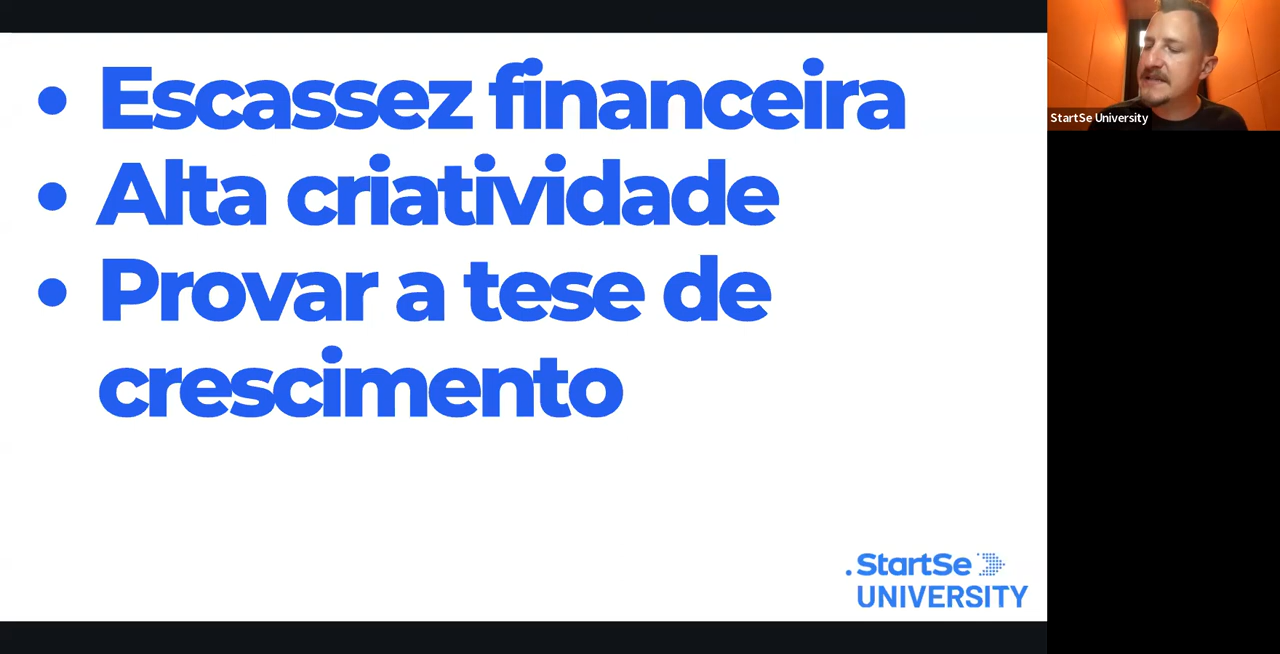 • Escassez financeira
• Alta criatividade
• Provar a tese de
crescimento
.StartSe
UNIVERSITY
StartSe University